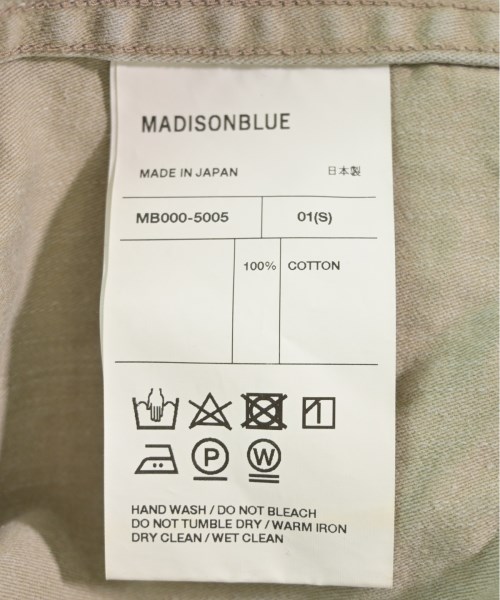 MADISONBLUE
MADE IN JAPAN 日本製
MB000-5005 01(S)
100% COTTON
P W
HAND WASH / DO NOT BLEACH
DO NOT TUMBLE DRY / WARM IRON
DRY CLEAN / WET CLEAN